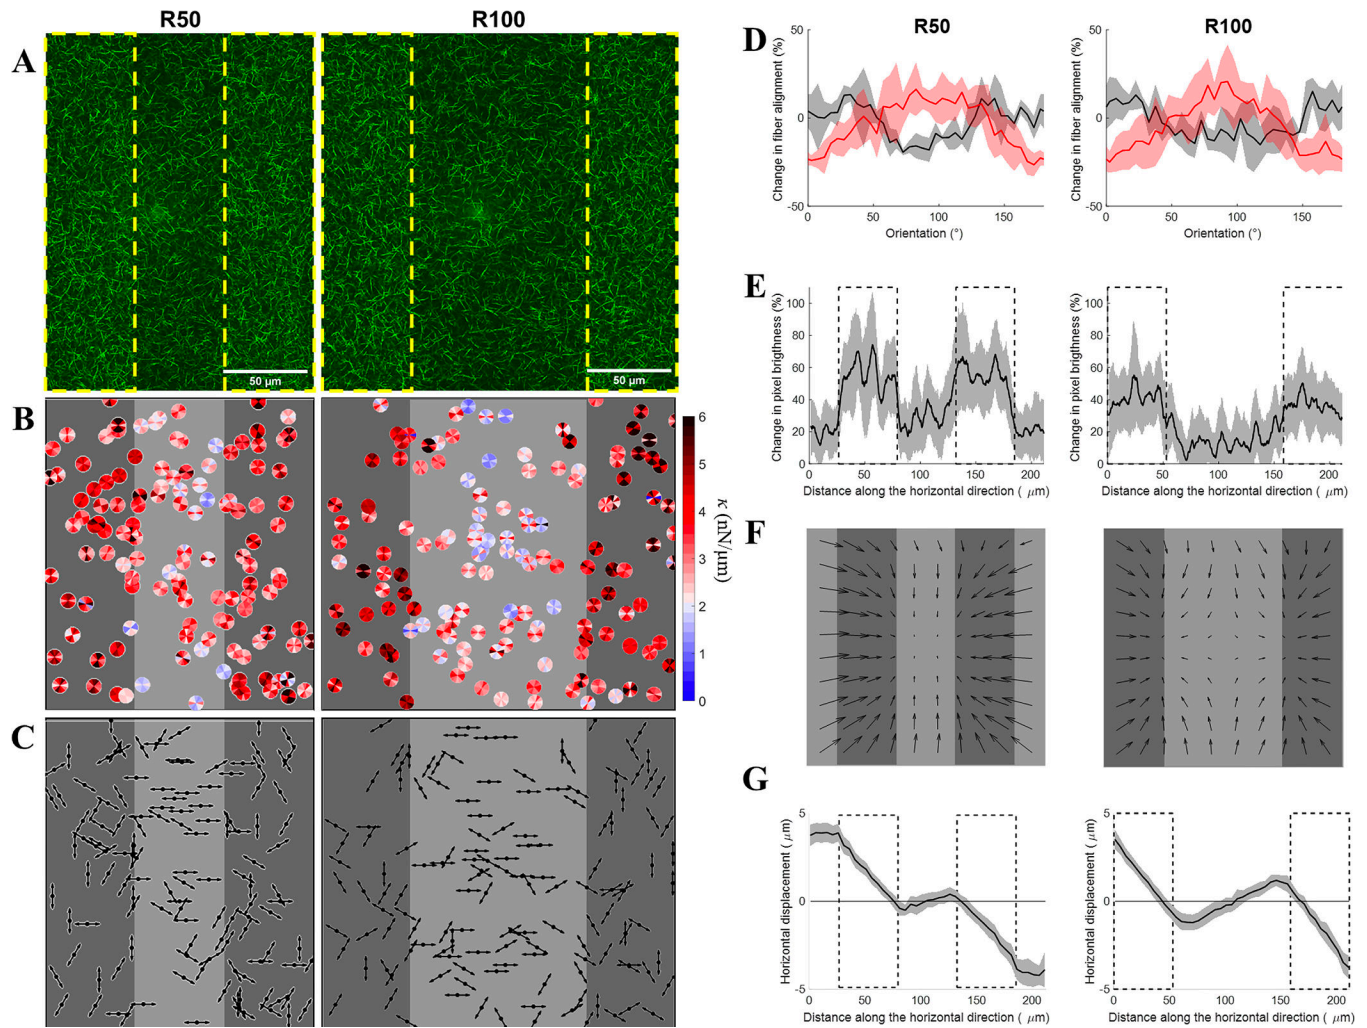 R50
R100
A
50 µm
50 µm
B
6
5
4
3
2
1
0
κ (nN/µm)
C
R50
R100
D
Change in fiber alignment (%)
50
0
-50
0
50
100
150
Orientation (°)
Change in fiber alignment (%)
50
0
-50
0
50
100
150
Orientation (°)
E
Change in pixel brigthness (%)
100
80
60
40
20
0
0
50
100
150
200
Distance along the horizontal direction ( µm)
Change in pixel brigthness (%)
100
80
60
40
20
0
0
50
100
150
200
Distance along the horizontal direction ( µm)
F
G
Horizontal displacement ( µm)
5
0
-5
0
50
100
150
200
Distance along the horizontal direction ( µm)
Horizontal displacement ( µm)
5
0
-5
0
50
100
150
200
Distance along the horizontal direction ( µm)